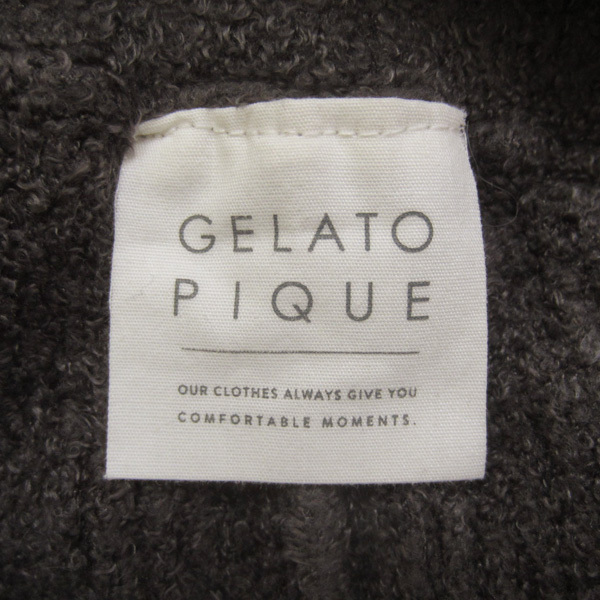 GELATO
PIQUE
OUR CLOTHES ALWAYS GIVE YOU
COMFORTABLE MOMENTS.